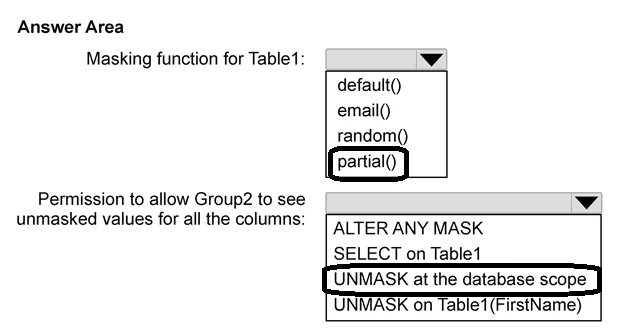 Answer Area
Masking function for Table1:
default()
email()
random()
partial()
Permission to allow Group2 to see
unmasked values for all the columns:
ALTER ANY MASK
SELECT on Table1
UNMASK at the database scope
UNMASK on Table1(FirstName)